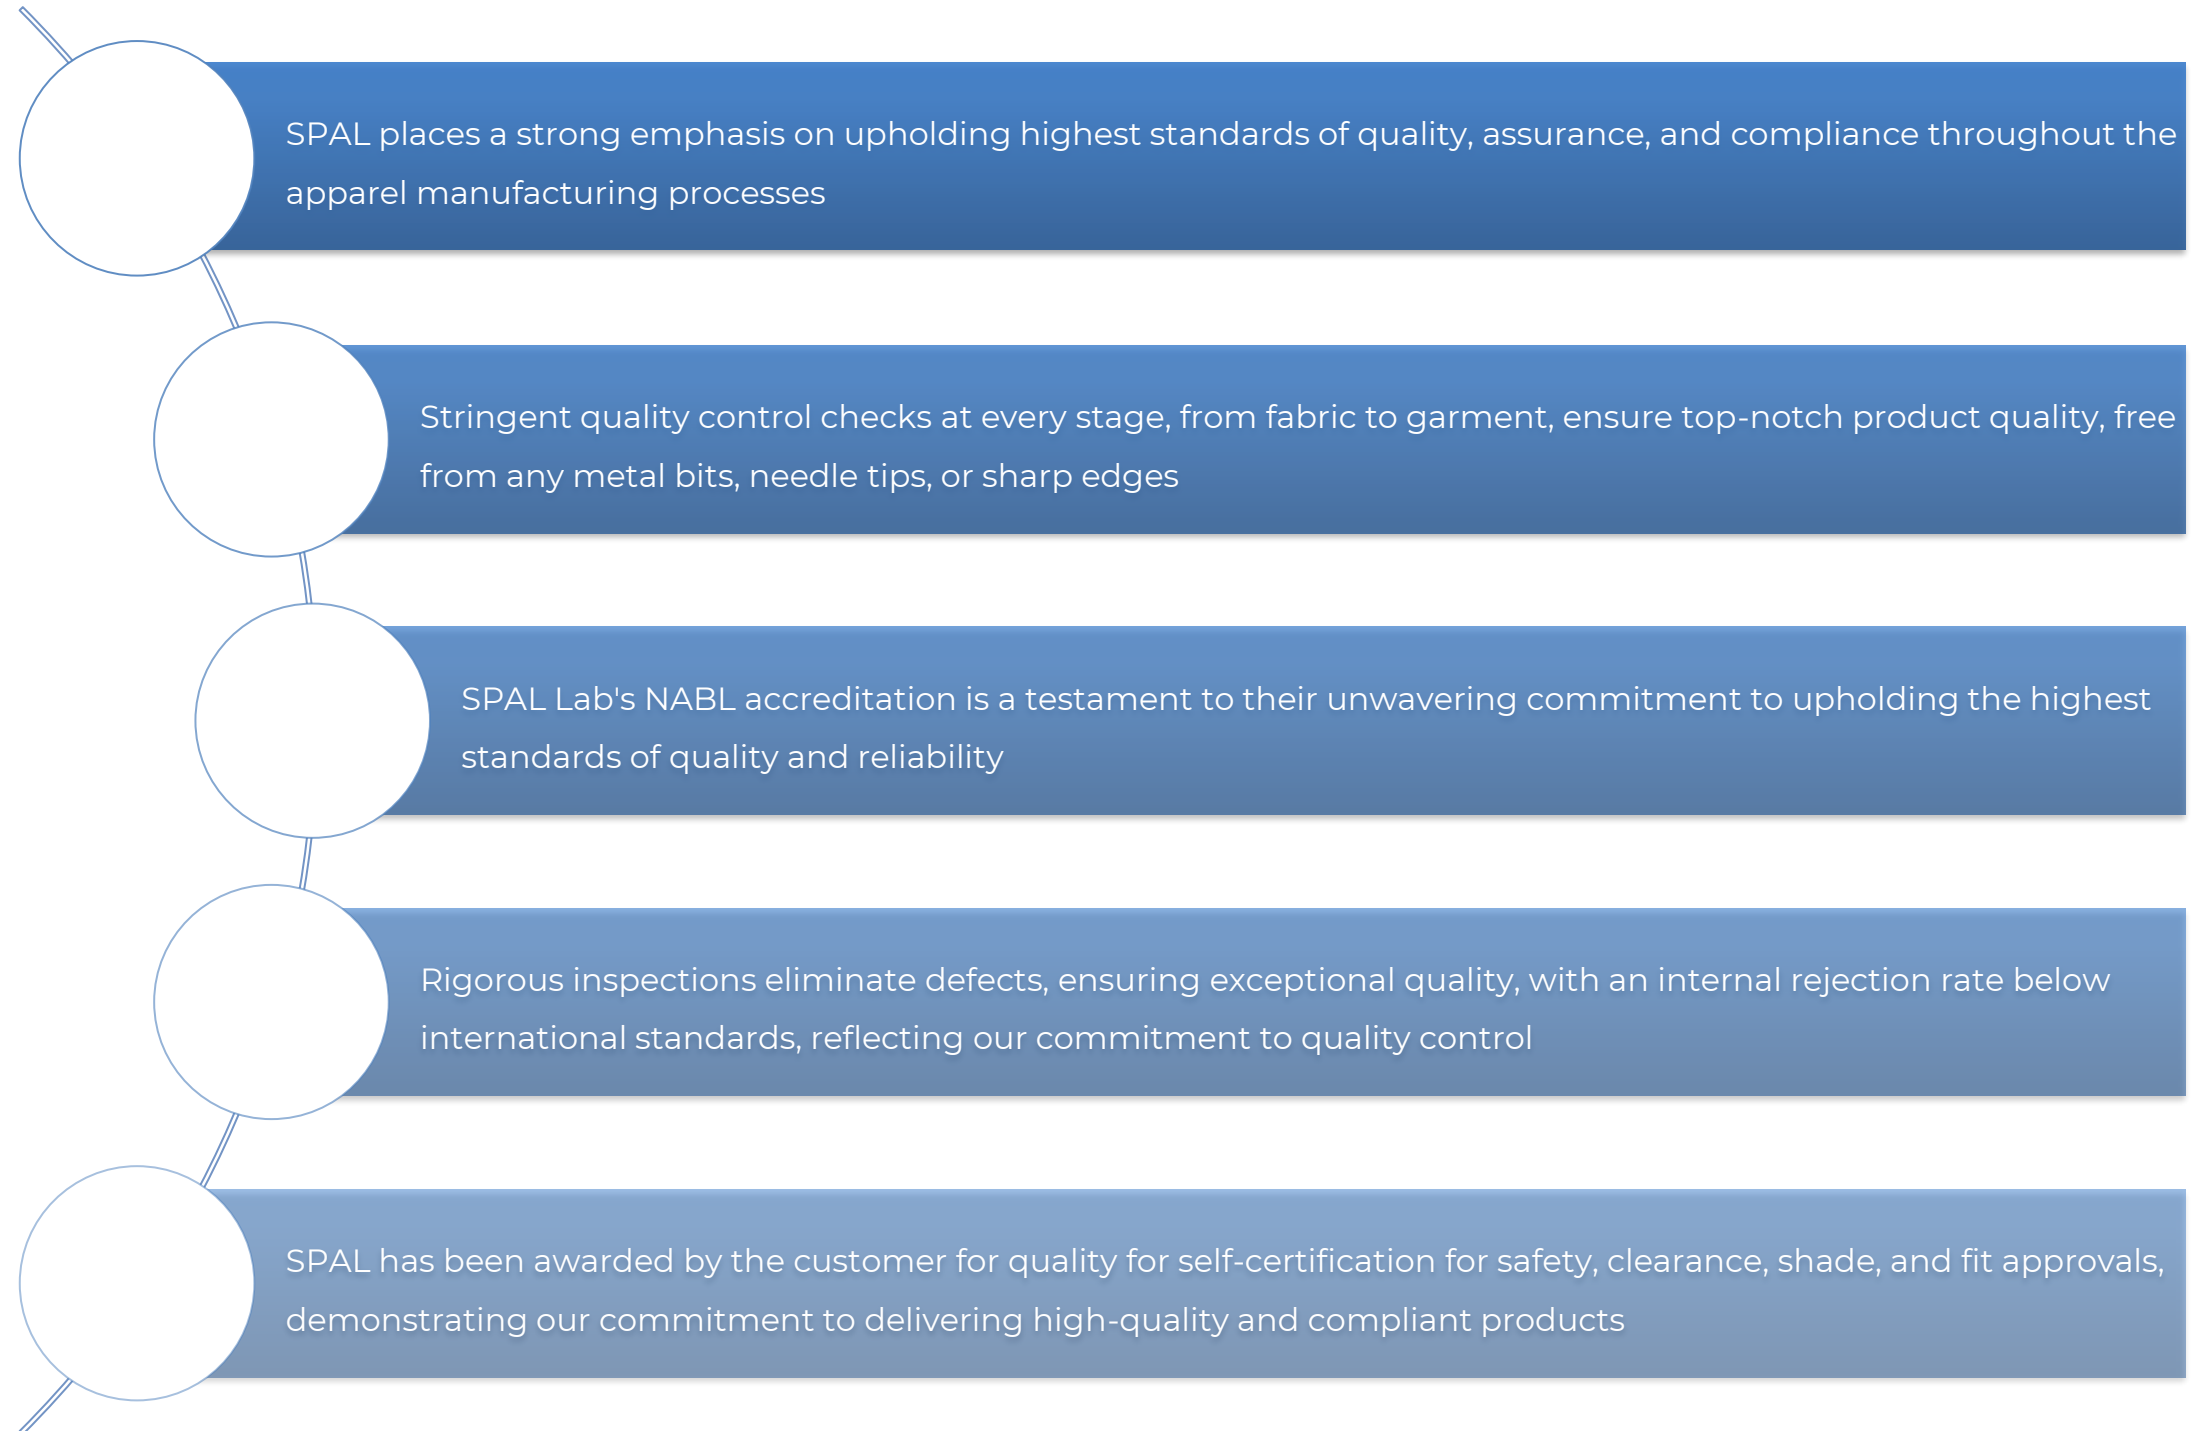 SPAL places a strong emphasis on upholding highest standards of quality, assurance, and compliance throughout the
apparel manufacturing processes
Stringent quality control checks at every stage, from fabric to garment, ensure top-notch product quality, free
from any metal bits, needle tips, or sharp edges
SPAL Lab's NABL accreditation is a testament to their unwavering commitment to upholding the highest
standards of quality and reliability
Rigorous inspections eliminate defects, ensuring exceptional quality, with an internal rejection rate below
international standards, reflecting our commitment to quality control
SPAL has been awarded by the customer for quality for self-certification for safety, clearance, shade, and fit approvals,
demonstrating our commitment to delivering high-quality and compliant products